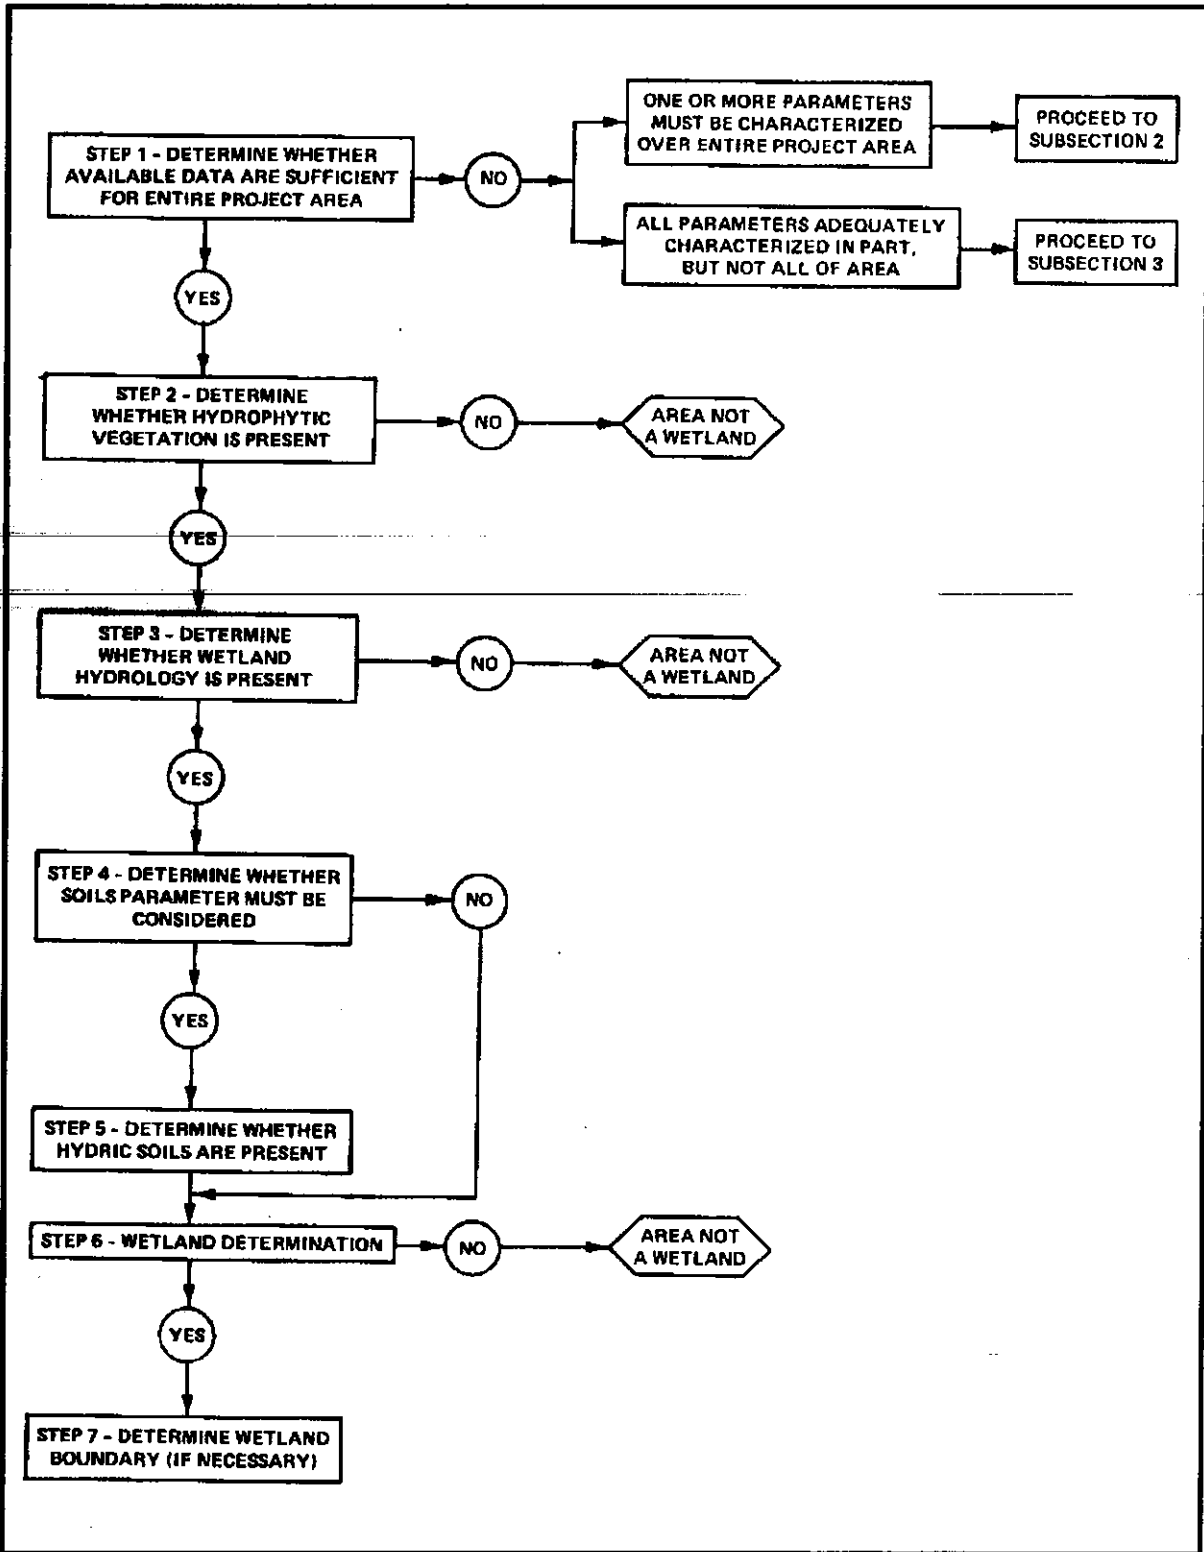 STEP 1 - DETERMINE WHETHER
AVAILABLE DATA ARE SUFFICIENT
FOR ENTIRE PROJECT AREA
NO
ONE OR MORE PARAMETERS
MUST BE CHARACTERIZED
OVER ENTIRE PROJECT AREA
PROCEED TO
SUBSECTION 2
ALL PARAMETERS ADEQUATELY
CHARACTERIZED IN PART,
BUT NOT ALL OF AREA
PROCEED TO
SUBSECTION 3
YES
STEP 2 - DETERMINE
WHETHER HYDROPHYTIC
VEGETATION IS PRESENT
NO
AREA NOT
A WETLAND
YES
STEP 3 - DETERMINE
WHETHER WETLAND
HYDROLOGY IS PRESENT
NO
AREA NOT
A WETLAND
YES
STEP 4 - DETERMINE WHETHER
SOILS PARAMETER MUST BE
CONSIDERED
NO
YES
STEP 5 - DETERMINE WHETHER
HYDRIC SOILS ARE PRESENT
STEP 6 - WETLAND DETERMINATION
NO
AREA NOT
A WETLAND
YES
STEP 7 - DETERMINE WETLAND
BOUNDARY (IF NECESSARY)